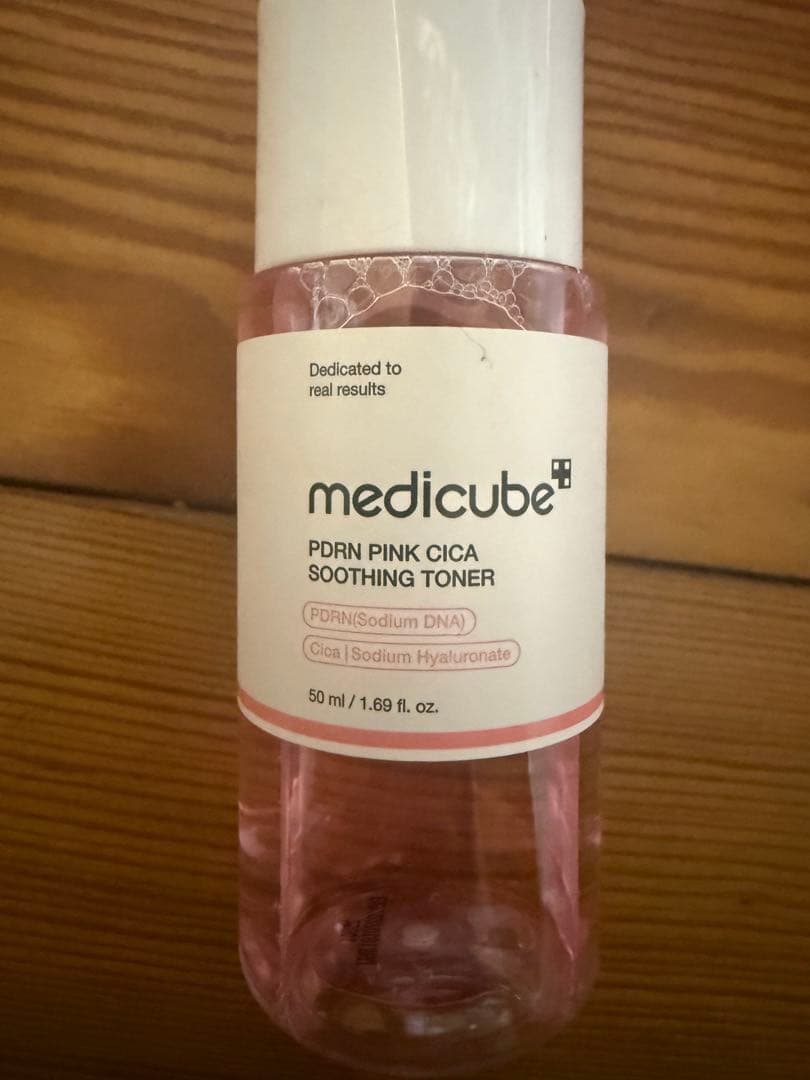 Dedicated to
real results
medicube
PDRN PINK CICA
SOOTHING TONER
PDRN(Sodium DNA)
Cica | Sodium Hyaluronate
50 ml / 1.69 fl. oz.